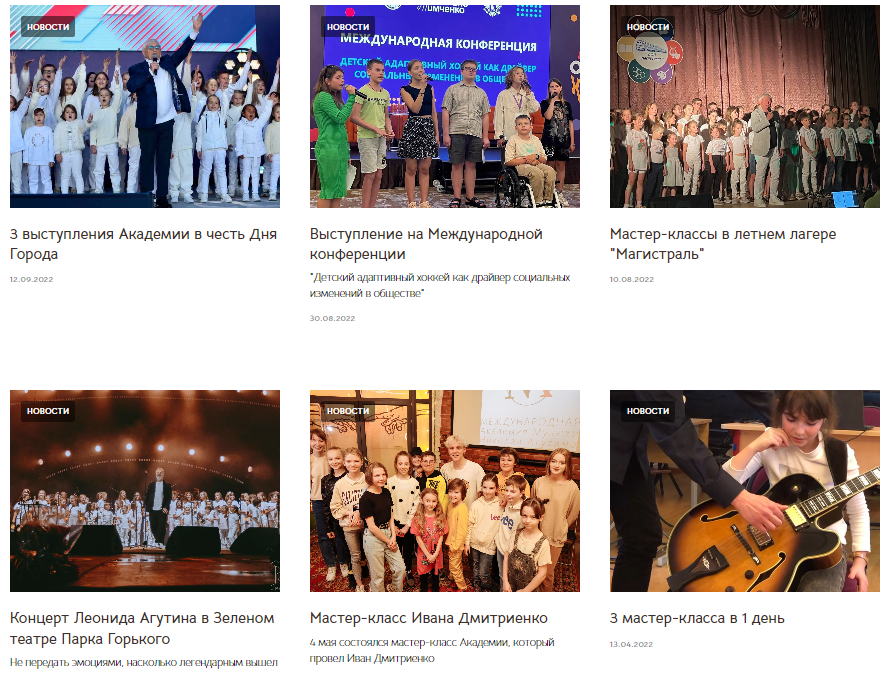 НОВОСТИ
НОВОСТИ
НОВОСТИ
МЕЖДУНАРОДНАЯ КОНФЕРЕНЦИЯ
3 выступления Академии в честь Дня
Города
12.09.2022
Выступление на Международной
конференции
"Детский адаптивный хоккей как драйвер социальных
изменений в обществе"
30.08.2022
Мастер-классы в летнем лагере
"Магистраль"
10.08.2022
НОВОСТИ
НОВОСТИ
НОВОСТИ
МЕЖДУНАРОДНАЯ
Концерт Леонида Агутина в Зеленом
театре Парка Горького
Не передать эмоциями, насколько легендарным вышел
Мастер-класс Ивана Дмитриенко
4 мая состоялся мастер-класс Академии, который
провел Иван Дмитриенко
3 мастер-класса в 1 день
13.04.2022